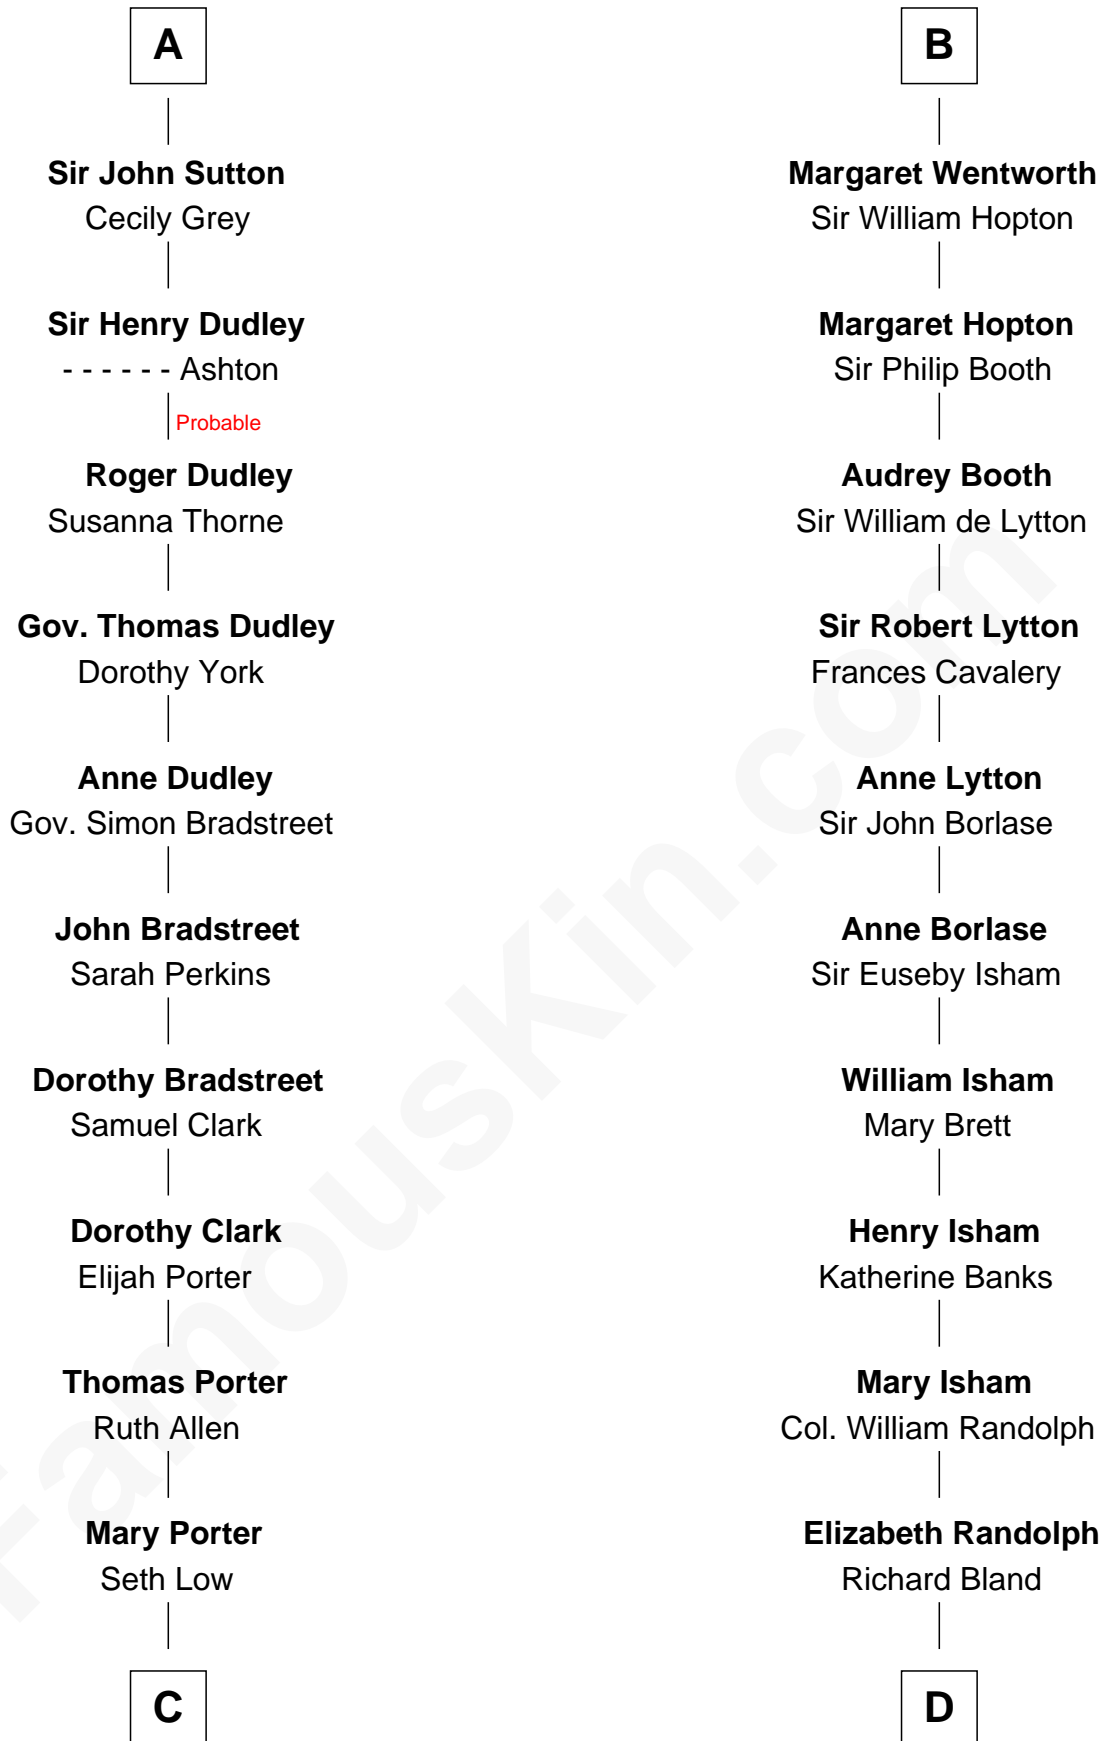 A
Sir John Sutton
Cecily Grey
Sir Henry Dudley
- - - - - - Ashton
Probable
Roger Dudley
Susanna Thorne
Gov. Thomas Dudley
Dorothy York
Anne Dudley
Gov. Simon Bradstreet
John Bradstreet
Sarah Perkins
Dorothy Bradstreet
Samuel Clark
Dorothy Clark
Elijah Porter
Thomas Porter
Ruth Allen
Mary Porter
Seth Low
C
B
Margaret Wentworth
Sir William Hopton
Margaret Hopton
Sir Philip Booth
Audrey Booth
Sir William de Lytton
Sir Robert Lytton
Frances Cavalery
Anne Lytton
Sir John Borlase
Anne Borlase
Sir Euseby Isham
William Isham
Mary Brett
Henry Isham
Katherine Banks
Mary Isham
Col. William Randolph
Elizabeth Randolph
Richard Bland
D
FamousKin.com